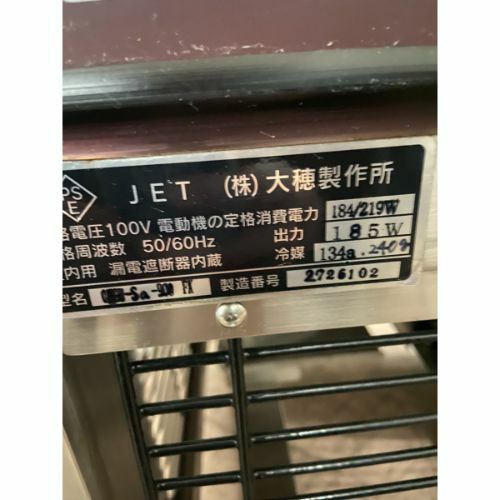 PS
E
JET (株) 大穂製作所
格電圧100V 電動機の定格消費電力 184/219W
格周波数 50/60Hz 出力 185W
内用 漏電遮断器内蔵 冷媒 134a. 240g
型名 製造番号 2726102